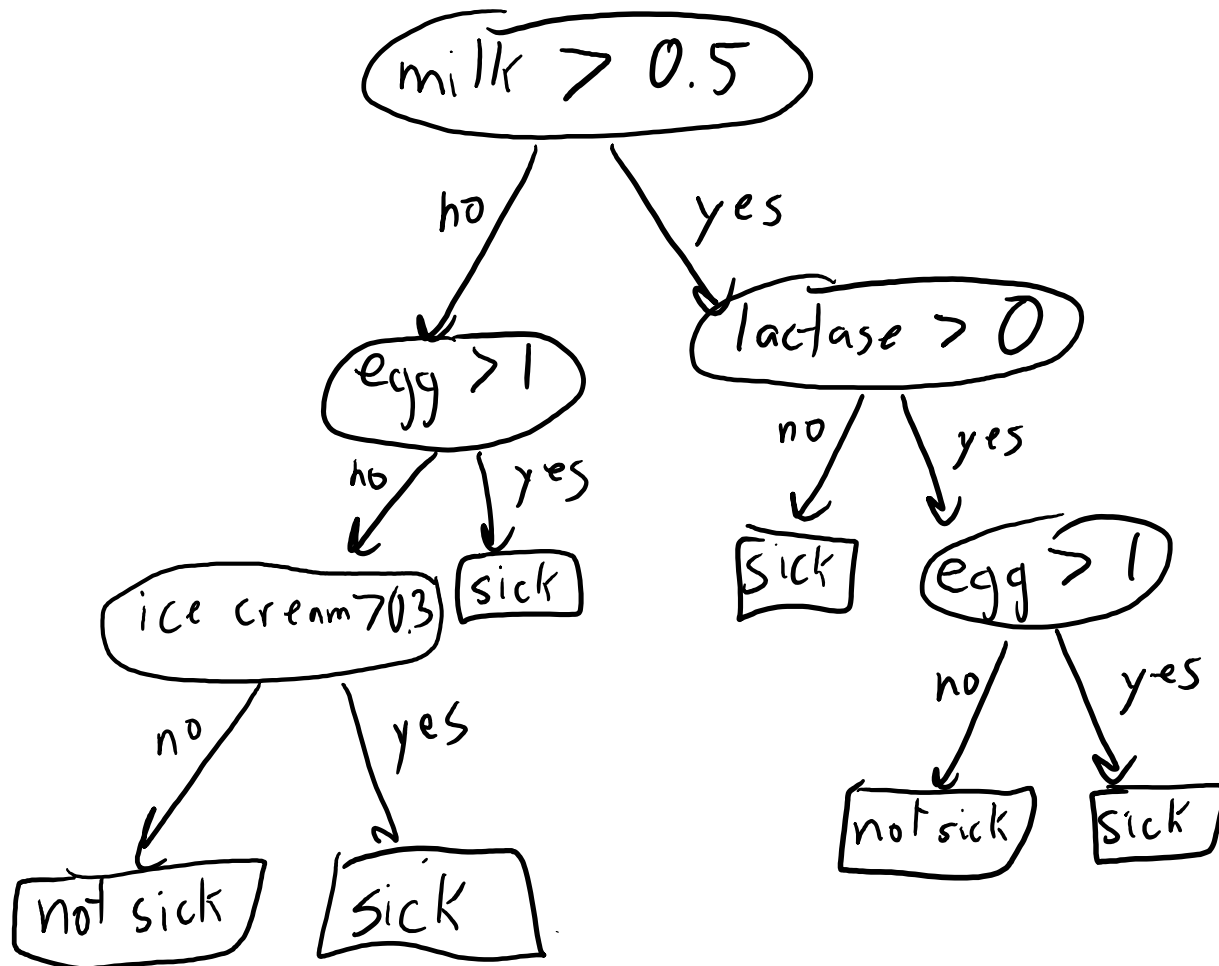 milk > 0.5
no
yes
lactase > 0
egg > 1
no
yes
no
yes
sick
sick
egg > 1
ice cream > 0.3
no
yes
no
yes
not sick
sick
not sick
sick